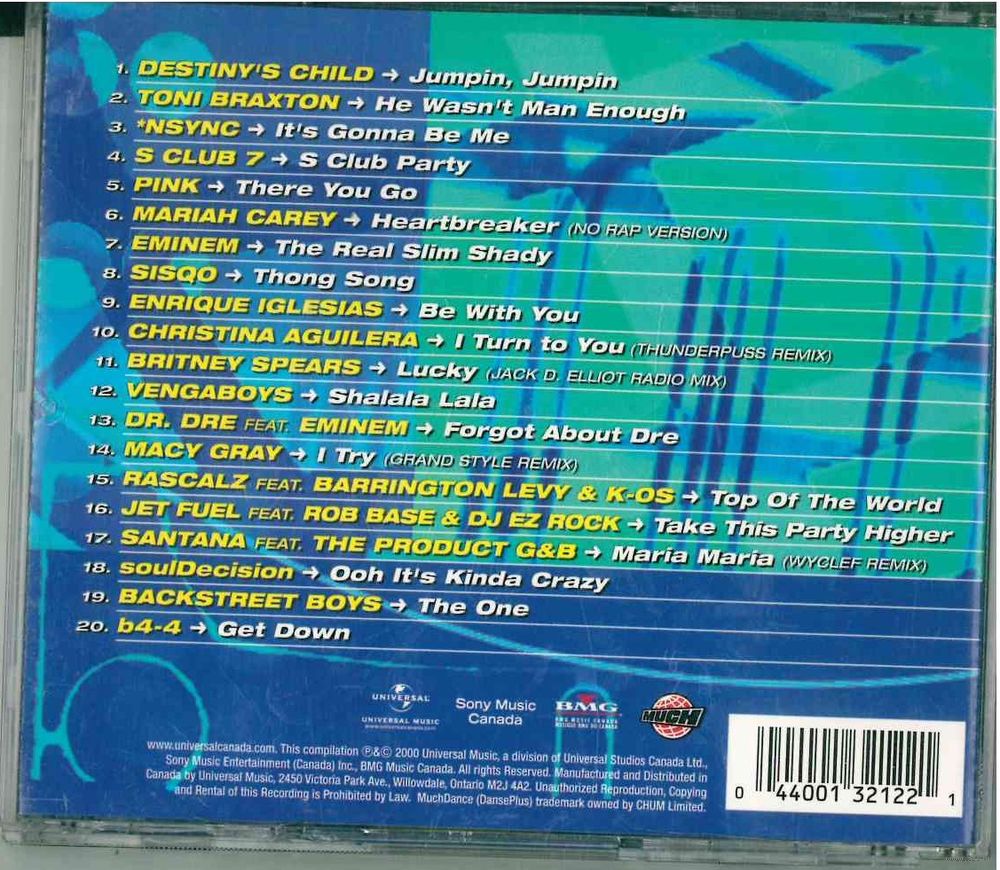 1. DESTINY'S CHILD → Jumpin, Jumpin
2. TONI BRAXTON → He Wasn't Man Enough
3. *NSYNC → It's Gonna Be Me
4. S CLUB 7 → S Club Party
5. PINK → There You Go
6. MARIAH CAREY → Heartbreaker (NO RAP VERSION)
7. EMINEM → The Real Slim Shady
8. SISQO → Thong Song
9. ENRIQUE IGLESIAS → Be With You
10. CHRISTINA AGUILERA → I Turn to You (THUNDERPUSS REMIX)
11. BRITNEY SPEARS → Lucky (JACK D. ELLIOT RADIO MIX)
12. VENGABOYS → Shalala Lala
13. DR. DRE FEAT. EMINEM → Forgot About Dre
14. MACY GRAY → I Try (GRAND STYLE REMIX)
15. RASCALZ FEAT. BARRINGTON LEVY & K-OS → Top Of The World
16. JET FUEL FEAT. ROB BASE & DJ EZ ROCK → Take This Party Higher
17. SANTANA FEAT. THE PRODUCT G&B → Maria Maria (WYCLEF REMIX)
18. soulDecision → Ooh It's Kinda Crazy
19. BACKSTREET BOYS → The One
20. b4-4 → Get Down
UNIVERSAL
UNIVERSAL MUSIC
Sony Music
Canada
BMG
BMG MUSIC CANADA
MUCH
www.universalcanada.com. This compilation ℗&© 2000 Universal Music, a division of Universal Studios Canada Ltd.,
Sony Music Entertainment (Canada) Inc., BMG Music Canada. All rights Reserved. Manufactured and Distributed in
Canada by Universal Music, 2450 Victoria Park Ave., Willowdale, Ontario M2J 4A2. Unauthorized Reproduction, Copying
and Rental of this Recording is Prohibited by Law. MuchDance (DansePlus) trademark owned by CHUM Limited.
0 44001 32122 1